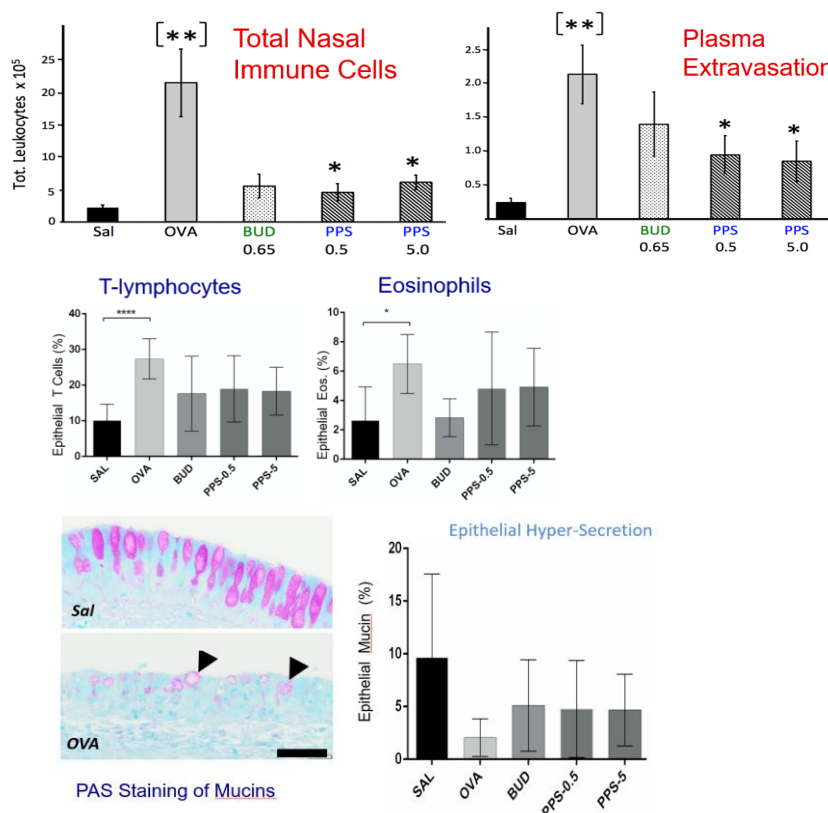 [**]
Total Nasal
Immune Cells
Tot. Leukocytes x10⁵
25
20
15
10
5
0
*
*
Sal
OVA
BUD
0.65
PPS
0.5
PPS
5.0
[**]
Plasma
Extravasation
2.5
2.0
1.5
1.0
0.5
*
*
Sal
OVA
BUD
0.65
PPS
0.5
PPS
5.0
T-lymphocytes
****
Epithelial T Cells (%)
40
30
20
10
0
SAL
OVA
BUD
PPS-0.5
PPS-5
Eosinophils
*
Epithelial Eos. (%)
10
8
6
4
2
0
SAL
OVA
BUD
PPS-0.5
PPS-5
Sal
OVA
PAS Staining of Mucins
Epithelial Hyper-Secretion
Epithelial Mucin (%)
20
15
10
5
0
SAL
OVA
BUD
PPS-0.5
PPS-5